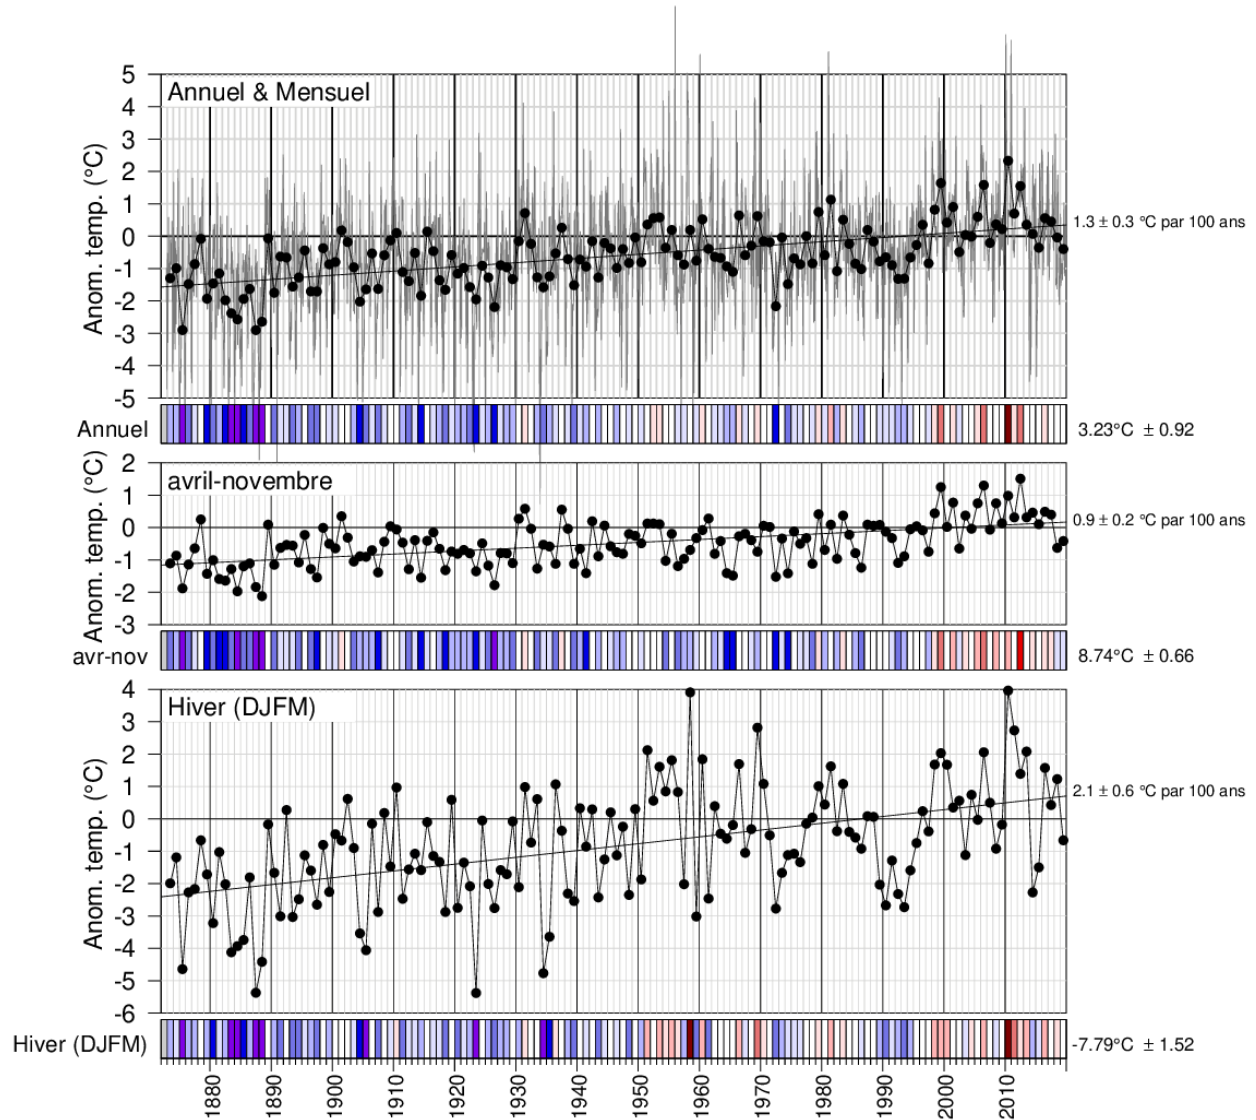 Annuel & Mensuel
Anom. temp. (°C)
5
4
3
2
1
0
-1
-2
-3
-4
-5
1.3 ± 0.3 °C par 100 ans
Annuel
3.23°C ± 0.92
avril-novembre
Anom. temp. (°C)
2
1
0
-1
-2
-3
0.9 ± 0.2 °C par 100 ans
avr-nov
8.74°C ± 0.66
Hiver (DJFM)
Anom. temp. (°C)
4
3
2
1
0
-1
-2
-3
-4
-5
-6
2.1 ± 0.6 °C par 100 ans
Hiver (DJFM)
-7.79°C ± 1.52
1880
1890
1900
1910
1920
1930
1940
1950
1960
1970
1980
1990
2000
2010